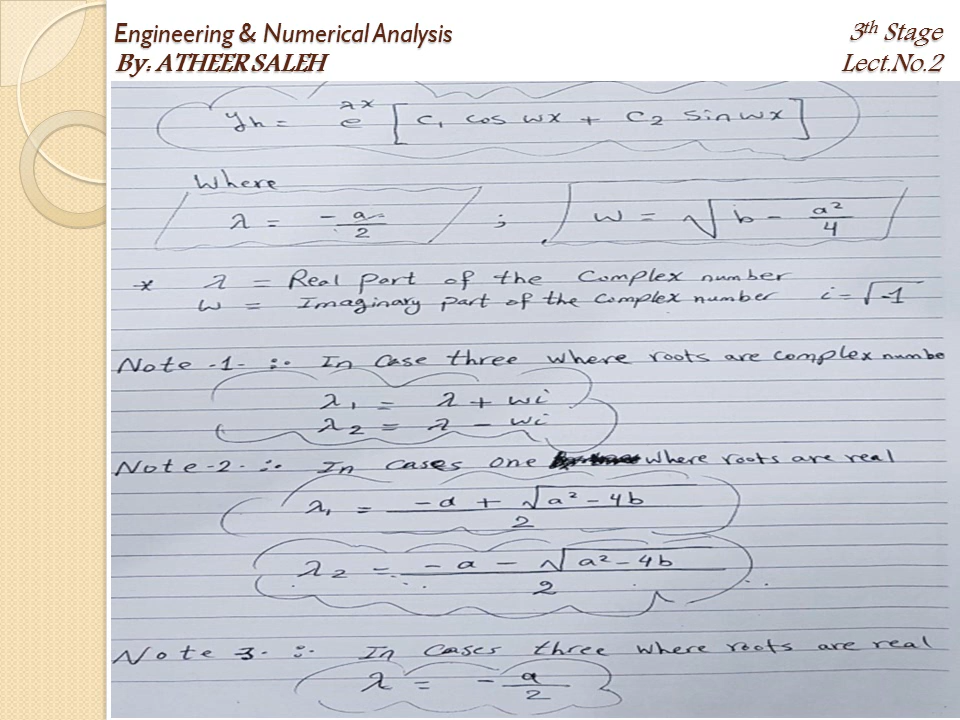 Engineering & Numerical Analysis
3th Stage
By: ATHEER SALEH
Lect.No.2
yh = e^λx [c1 cos wx + c2 sin wx]
Where
λ = -a/2 ; w = √(b - a²/4)
* λ = Real part of the Complex number
w = Imaginary part of the Complex number i = √-1
Note -1- :. In Case three where roots are complex numbe
λ1 = λ + wi
λ2 = λ - wi
Note -2- :. In Cases one where roots are real
λ1 = (-a + √(a² - 4b))/2
λ2 = (-a - √(a² - 4b))/2
Note 3- :. In Cases three where roots are real
λ = -a/2